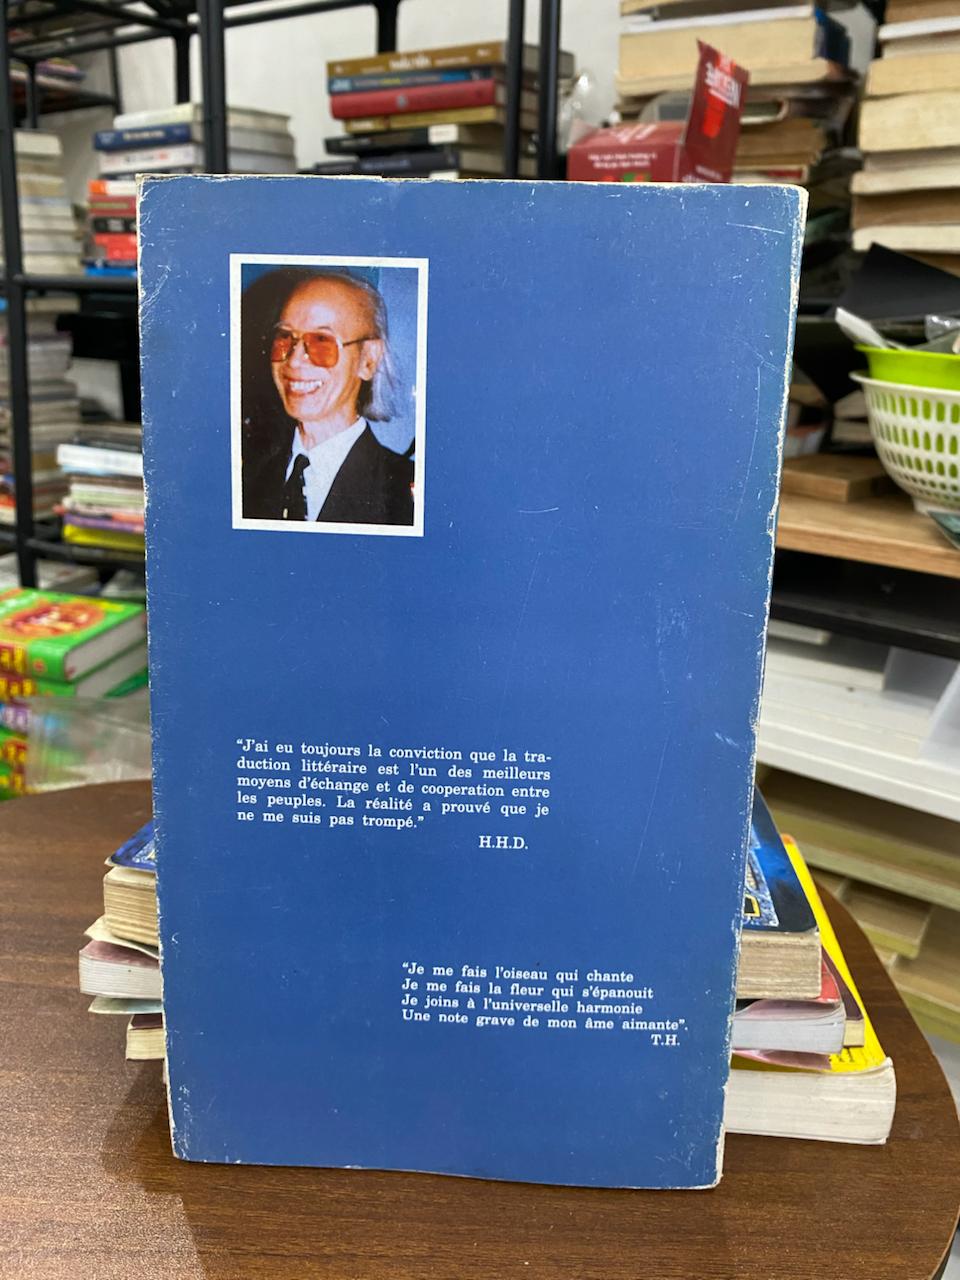 “J'ai eu toujours la conviction que la tra-
duction littéraire est l'un des meilleurs
moyens d'échange et de cooperation entre
les peuples. La réalité a prouvé que je
ne me suis pas trompé.”
H.H.D.
“Je me fais l'oiseau qui chante
Je me fais la fleur qui s'épanouit
Je joins à l'universelle harmonie
Une note grave de mon âme aimante”.
T.H.